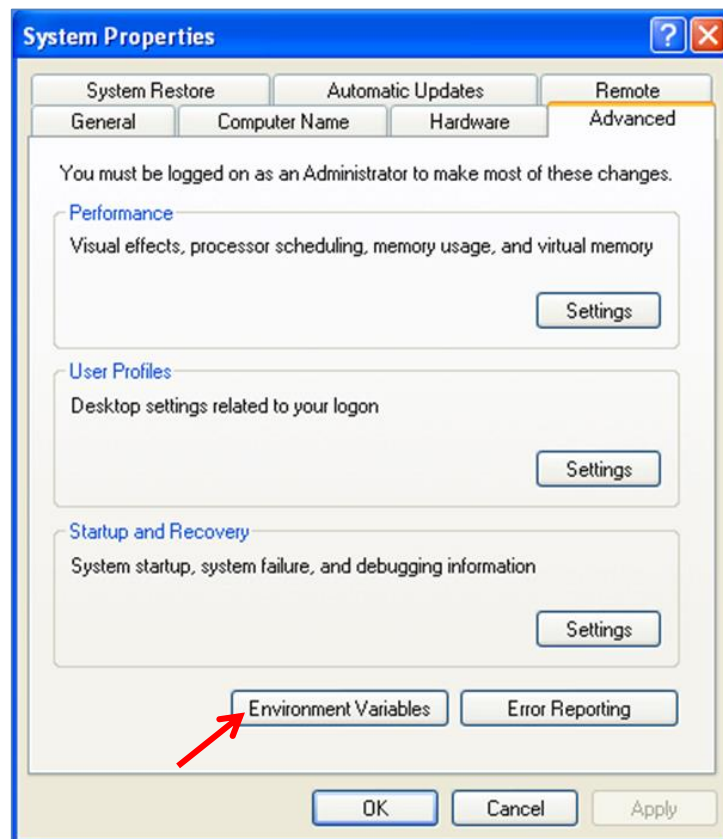 System Properties
System Restore Automatic Updates Remote
General Computer Name Hardware Advanced
You must be logged on as an Administrator to make most of these changes.
Performance
Visual effects, processor scheduling, memory usage, and virtual memory
Settings
User Profiles
Desktop settings related to your logon
Settings
Startup and Recovery
System startup, system failure, and debugging information
Settings
Environment Variables Error Reporting
OK Cancel Apply